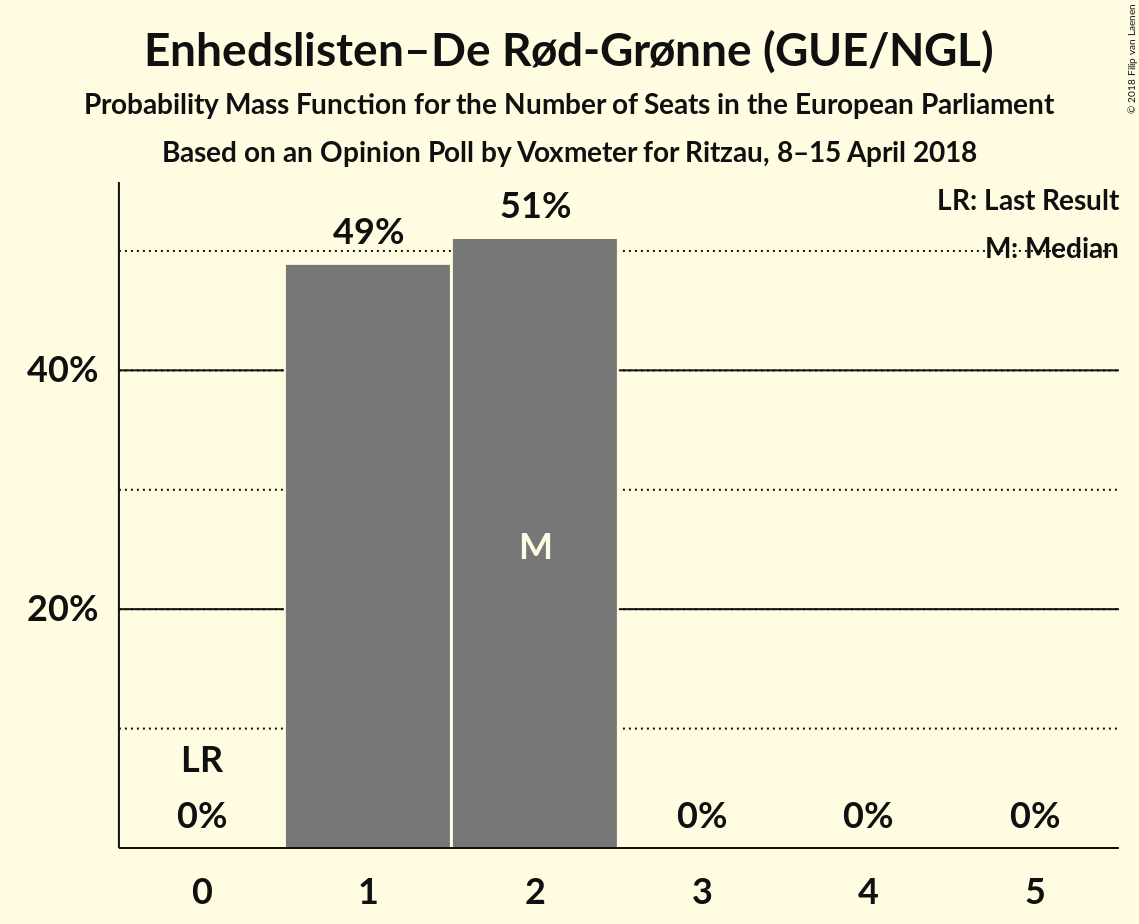 Enhedslisten–De Rød-Grønne (GUE/NGL)
Probability Mass Function for the Number of Seats in the European Parliament
Based on an Opinion Poll by Voxmeter for Ritzau, 8–15 April 2018
© 2018 Filip van Laenen
LR: Last Result
M: Median
49%
51%
40%
20%
M
LR
0%
0%
0%
0%
0 1 2 3 4 5